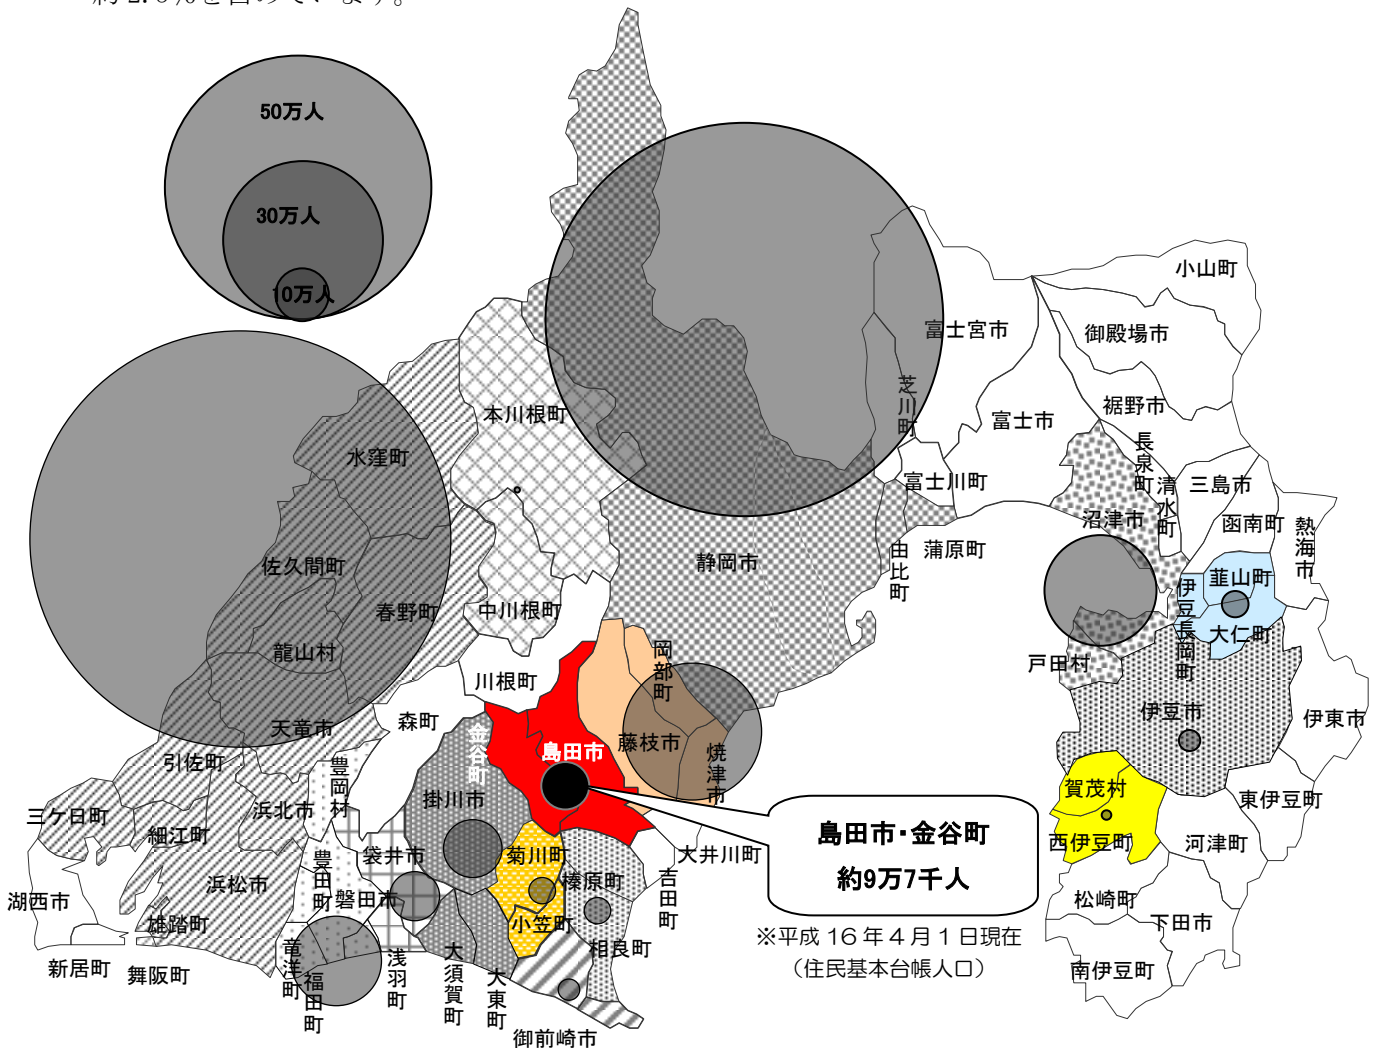 50万人
30万人
10万人
小山町
御殿場市
富士宮市
芝川町
裾野市
富士市
本川根町
長泉町
水窪町
富士川町
清水町
三島市
沼津市
函南町
熱海市
蒲原町
由比町
静岡市
佐久間町
韮山町
伊豆長岡町
大仁町
春野町
中川根町
龍山村
岡部町
戸田村
川根町
伊豆市
伊東市
森町
天竜市
金谷町
島田市
藤枝市
焼津市
引佐町
豊岡村
賀茂村
東伊豆町
三ケ日町
浜北市
掛川市
細江町
島田市・金谷町
約9万7千人
西伊豆町
河津町
袋井市
菊川町
大井川町
豊田町
浜松市
榛原町
吉田町
湖西市
磐田市
松崎町
雄踏町
小笠町
下田市
※平成16年4月1日現在
（住民基本台帳人口）
相良町
新居町
舞阪町
竜洋町
福田町
浅羽町
大須賀町
大東町
南伊豆町
御前崎市